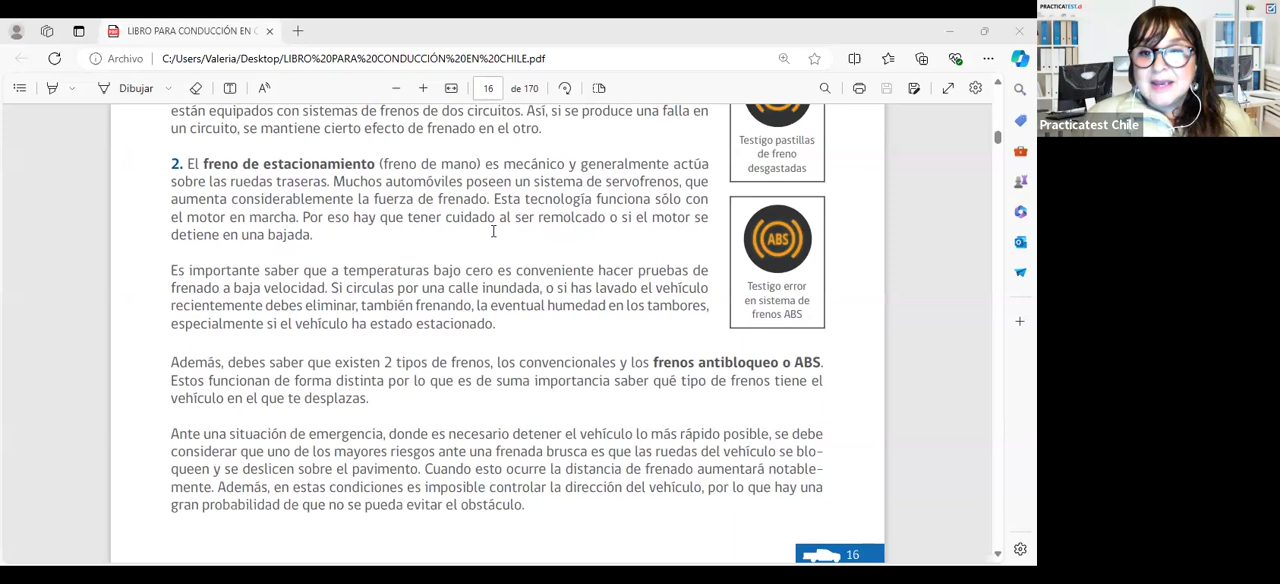 LIBRO PARA CONDUCCIÓN EN C
Archivo
C:/Users/Valeria/Desktop/LIBRO%20PARA%20CONDUCCIÓN%20EN%20CHILE.pdf
Dibujar
16
de 170
PRACTICATEST.cl
Practicatest Chile
están equipados con sistema de frenos de dos circuitos. Así, si se produce una falla en
un circuito, se mantiene cierto efecto de frenado en el otro.
2. El freno de estacionamiento (freno de mano) es mecánico y generalmente actúa
sobre las ruedas traseras. Muchos automóviles poseen un sistema de servofrenos, que
aumenta considerablemente la fuerza de frenado. Esta tecnología funciona sólo con
el motor en marcha. Por eso hay que tener cuidado al ser remolcado o si el motor se
detiene en una bajada.
Es importante saber que a temperaturas bajo cero es conveniente hacer pruebas de
frenado a baja velocidad. Si circulas por una calle inundada, o si has lavado el vehículo
recientemente debes eliminar, también frenando, la eventual humedad en los tambores,
especialmente si el vehículo ha estado estacionado.
Testigo pastillas
de freno
desgastadas
ABS
Testigo error
en sistema de
frenos ABS
Además, debes saber que existen 2 tipos de frenos, los convencionales y los frenos antibloqueo o ABS.
Estos funcionan de forma distinta por lo que es de suma importancia saber qué tipo de frenos tiene el
vehículo en el que te desplazas.
Ante una situación de emergencia, donde es necesario detener el vehículo lo más rápido posible, se debe
considerar que uno de los mayores riesgos ante una frenada brusca es que las ruedas del vehículo se blo-
queen y se deslicen sobre el pavimento. Cuando esto ocurre la distancia de frenado aumentará notable-
mente. Además, en estas condiciones es imposible controlar la dirección del vehículo, por lo que hay una
gran probabilidad de que no se pueda evitar el obstáculo.
16